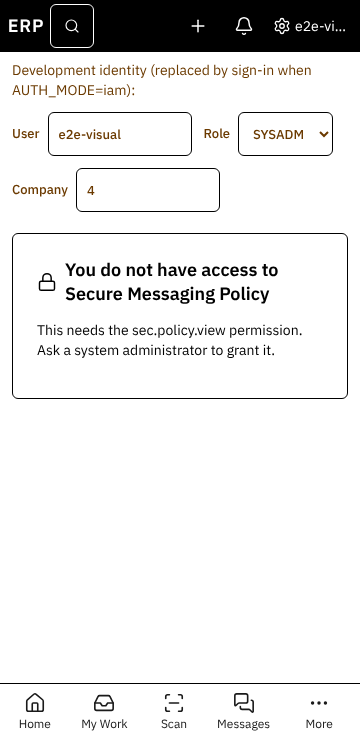 ERP
e2e-vi...
Development identity (replaced by sign-in when
AUTH_MODE=iam):
User e2e-visual Role SYSADM
Company 4
You do not have access to
Secure Messaging Policy
This needs the sec.policy.view permission.
Ask a system administrator to grant it.
Home My Work Scan Messages More